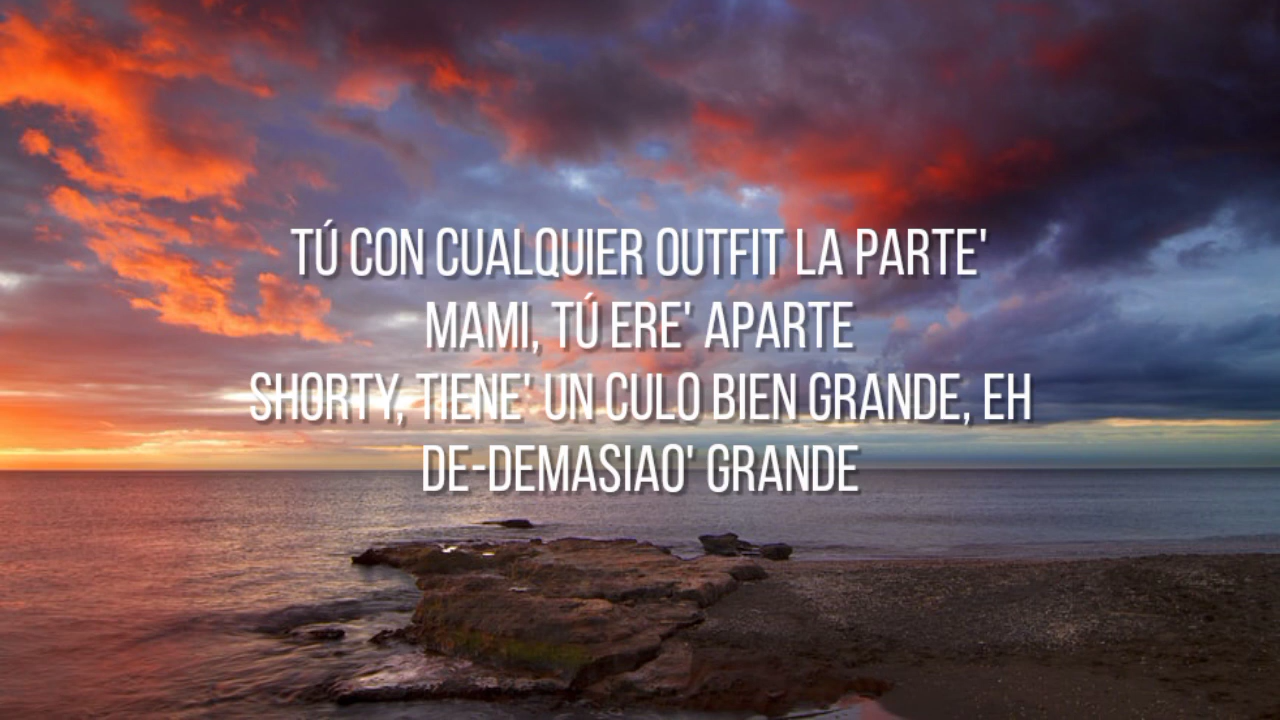 TÚ CON CUALQUIER OUTFIT LA PARTE'
MAMI, TÚ ERE' APARTE
SHORTY, TIENE' UN CULO BIEN GRANDE, EH
DE-DEMASIAO' GRANDE